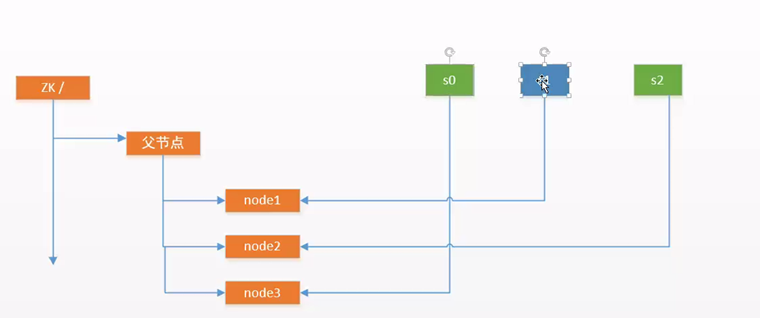 s0
s2
ZK /
父节点
node1
node2
node3